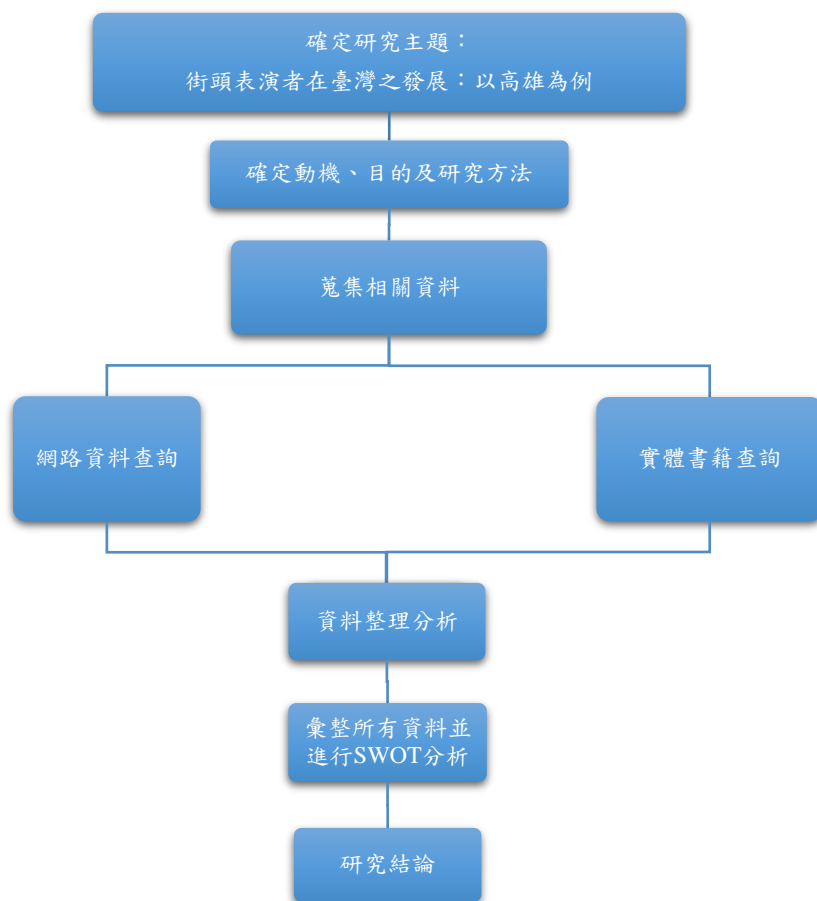 確定研究主題：
街頭表演者在臺灣之發展：以高雄為例
確定動機、目的及研究方法
蒐集相關資料
網路資料查詢
實體書籍查詢
資料整理分析
彙整所有資料並
進行SWOT分析
研究結論